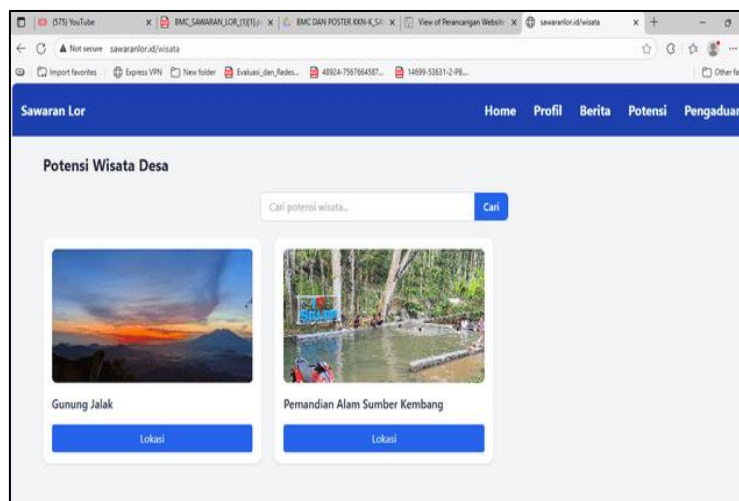 (575) YouTube
BMC_SAWARAN_LOR_(1)[1].p
BMC DAN POSTER KKN-K_SA
View of Perancangan Website
sawaranlor.id/wisata
Not secure sawaranlor.id/wisata
Import favorites Express VPN New folder Evaluasi_dan_Redes... 48924-7567664587... 14699-53631-2-PB... Other fa
Sawaran Lor
Home Profil Berita Potensi Pengaduan
Potensi Wisata Desa
Cari potensi wisata... Cari
Gunung Jalak
Pemandian Alam Sumber Kembang
Lokasi
Lokasi